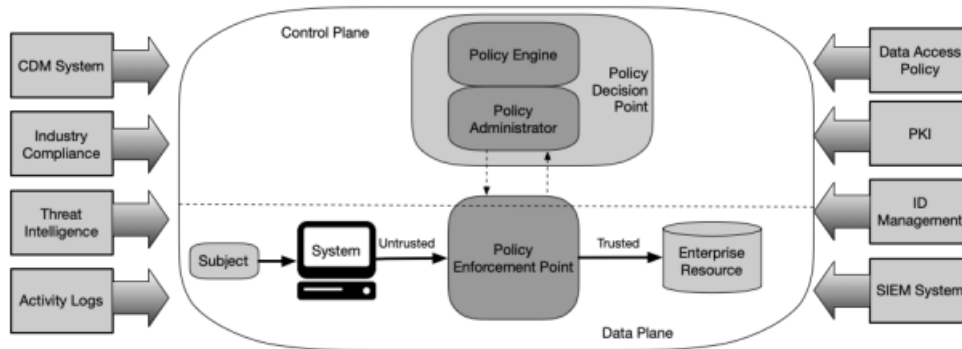 Control Plane
CDM System
Industry
Compliance
Threat
Intelligence
Activity Logs
Policy Engine
Policy
Administrator
Policy
Decision
Point
Subject
System
Untrusted
Policy
Enforcement Point
Trusted
Enterprise
Resource
Data Plane
Data Access
Policy
PKI
ID
Management
SIEM System